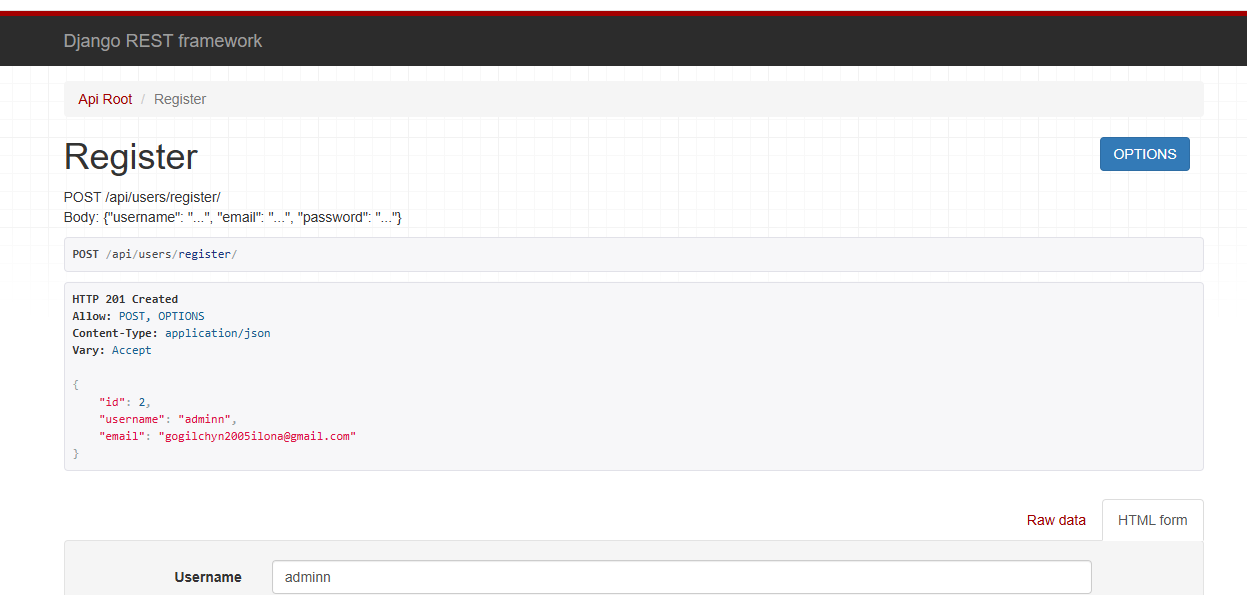 Django REST framework
Api Root / Register
Register
OPTIONS
POST /api/users/register/
Body: {"username": "...", "email": "...", "password": "..."}
POST /api/users/register/
HTTP 201 Created
Allow: POST, OPTIONS
Content-Type: application/json
Vary: Accept
{
    "id": 2,
    "username": "adminn",
    "email": "gogilchyn2005ilona@gmail.com"
}
Raw data
HTML form
Username
adminn